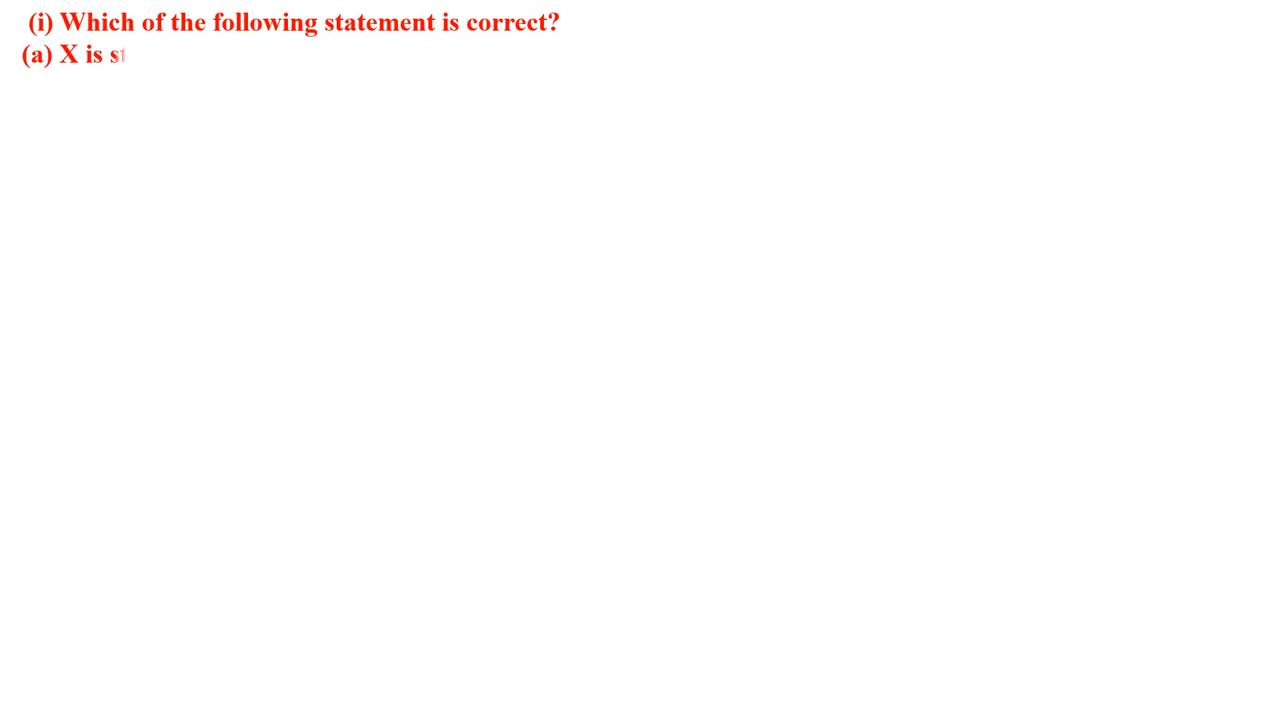 (i) Which of the following statement is correct?
(a) X is